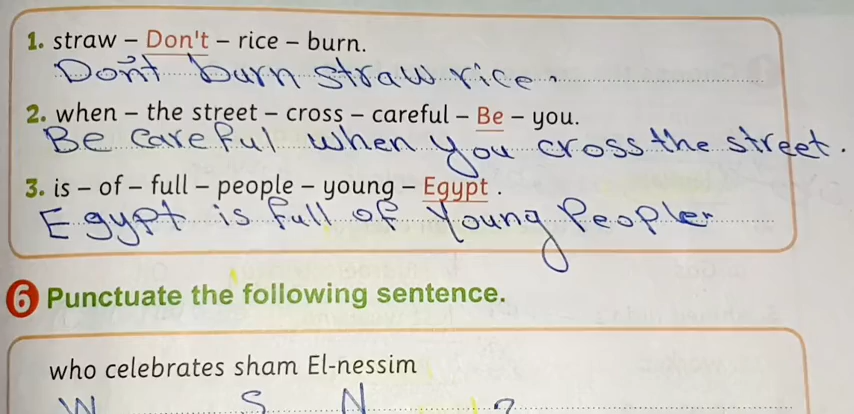 1. straw – Don't – rice – burn.
Don't burn straw rice.
2. when – the street – cross – careful – Be – you.
Be careful when you cross the street.
3. is – of – full – people – young – Egypt .
Egypt is full of young people
6 Punctuate the following sentence.
who celebrates sham El-nessim
W S N ?